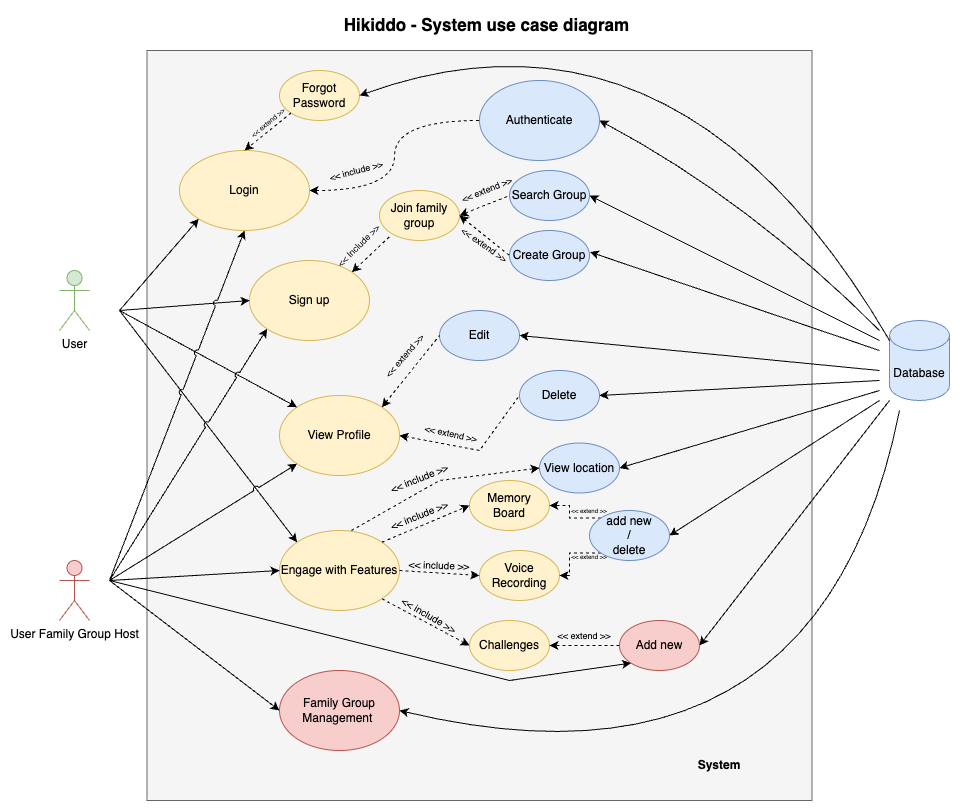 Hikiddo - System use case diagram
Forgot
Password
<< extend >>
Authenticate
Login
<< include >>
Join family
group
<< extend >>
Search Group
<< extend >>
Create Group
<< include >>
Sign up
User
Edit
<< extend >>
Database
Delete
View Profile
<< extend >>
View location
<< include >>
Memory
Board
<< include >>
<< extend >>
add new
/
delete
<< extend >>
Engage with Features
<< include >>
Voice
Recording
<< include >>
Challenges
<< extend >>
Add new
User Family Group Host
Family Group
Management
System